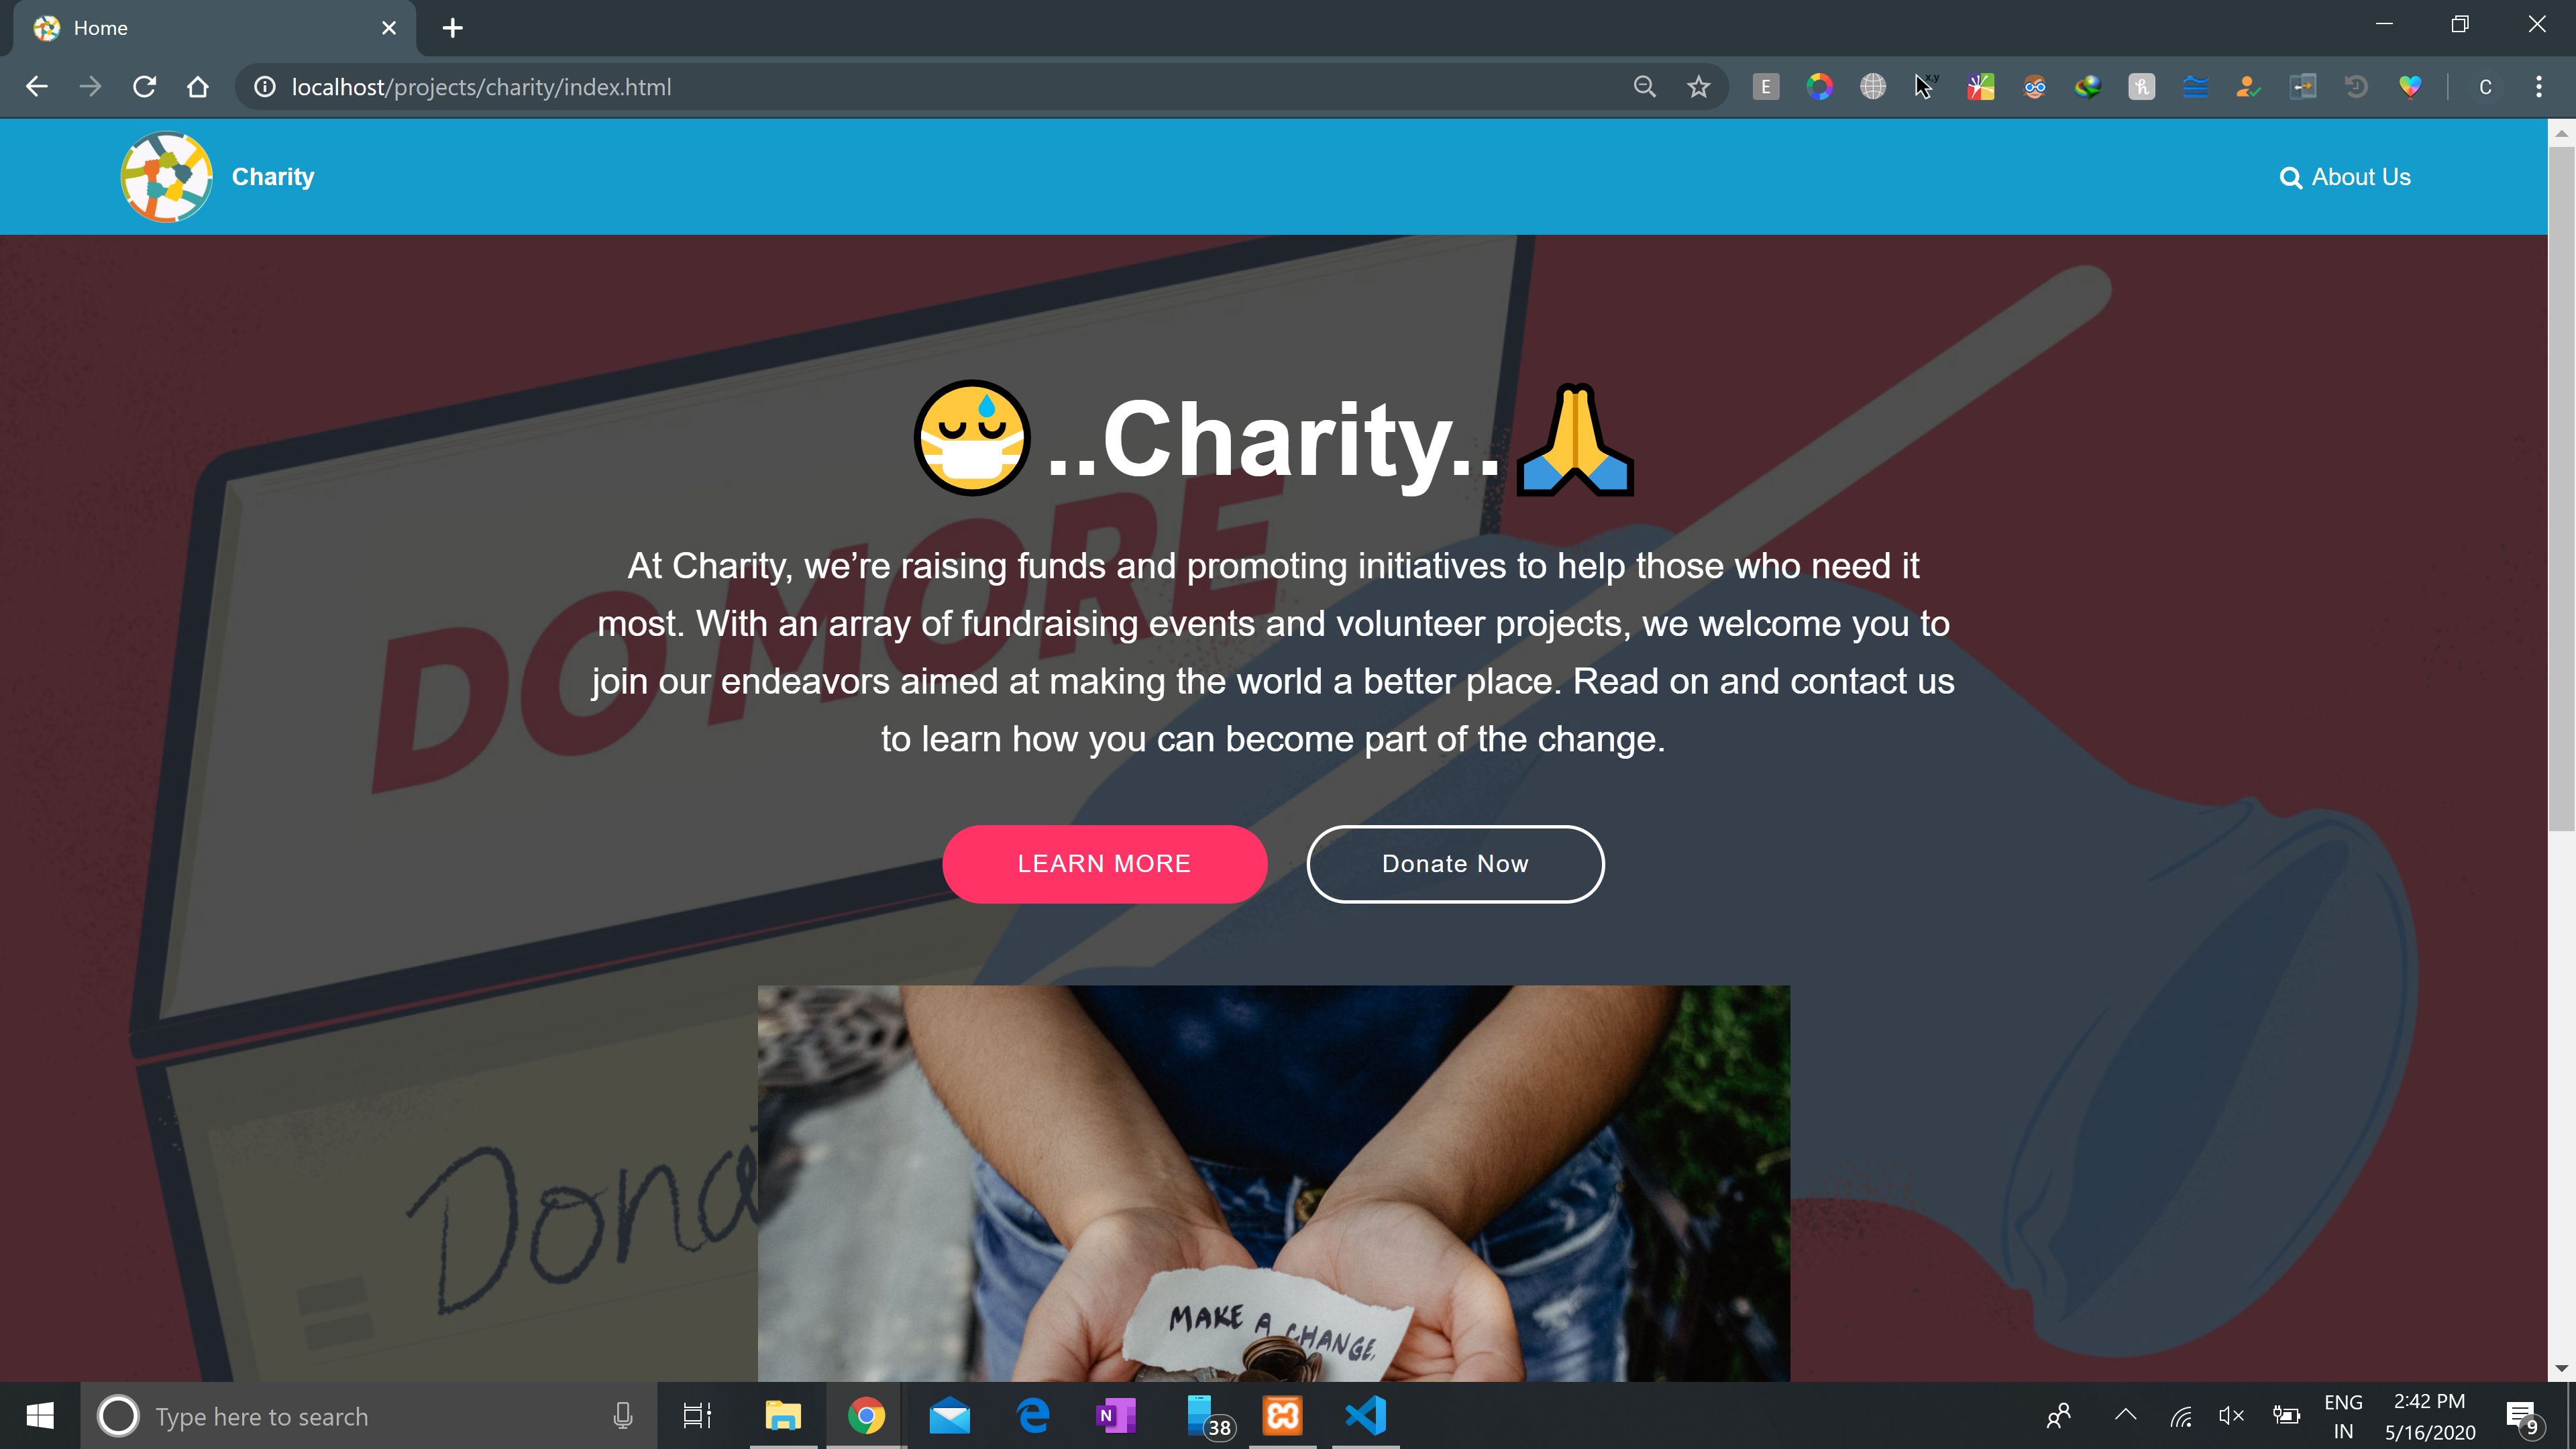 Home
localhost/projects/charity/index.html
x,y
E
C
Charity
About Us
..Charity..
DO MORE
At Charity, we’re raising funds and promoting initiatives to help those who need it
most. With an array of fundraising events and volunteer projects, we welcome you to
join our endeavors aimed at making the world a better place. Read on and contact us
to learn how you can become part of the change.
LEARN MORE
Donate Now
Dona
MAKE A CHANGE.
Type here to search
N
38
ENG
IN
2:42 PM
5/16/2020
9